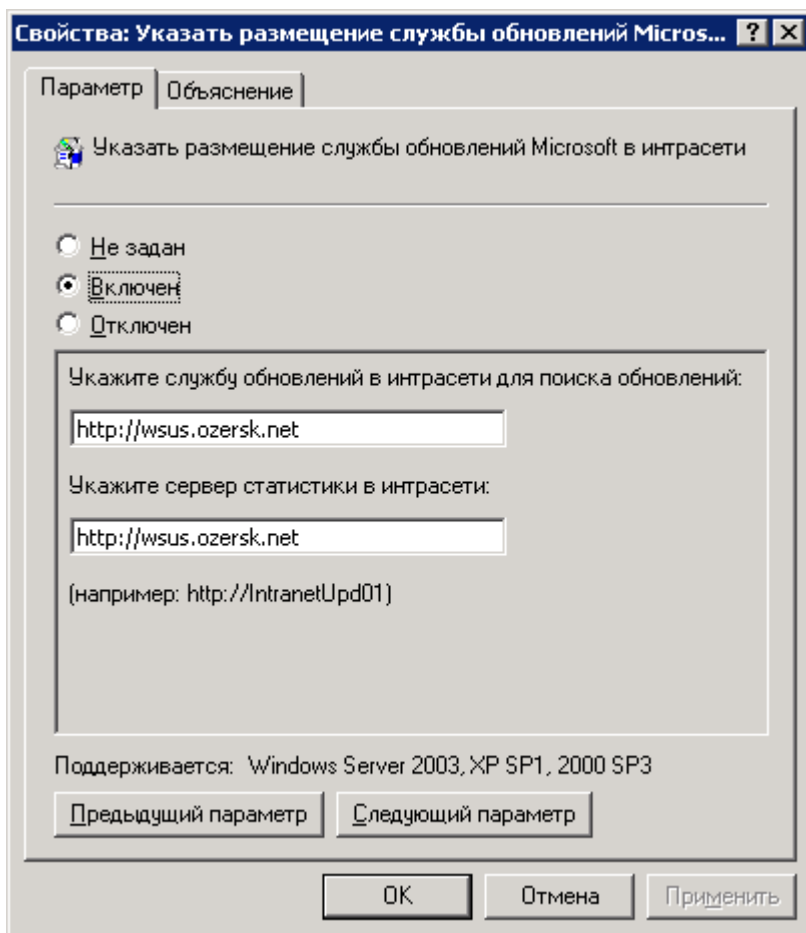 Свойства: Указать размещение службы обновлений Micros...
Параметр
Объяснение
Указать размещение службы обновлений Microsoft в интрасети
Не задан
Включен
Отключен
Укажите службу обновлений в интрасети для поиска обновлений:
http://wsus.ozersk.net
Укажите сервер статистики в интрасети:
http://wsus.ozersk.net
(например: http://IntranetUpd01)
Поддерживается: Windows Server 2003, XP SP1, 2000 SP3
Предыдущий параметр
Следующий параметр
OK
Отмена
Применить